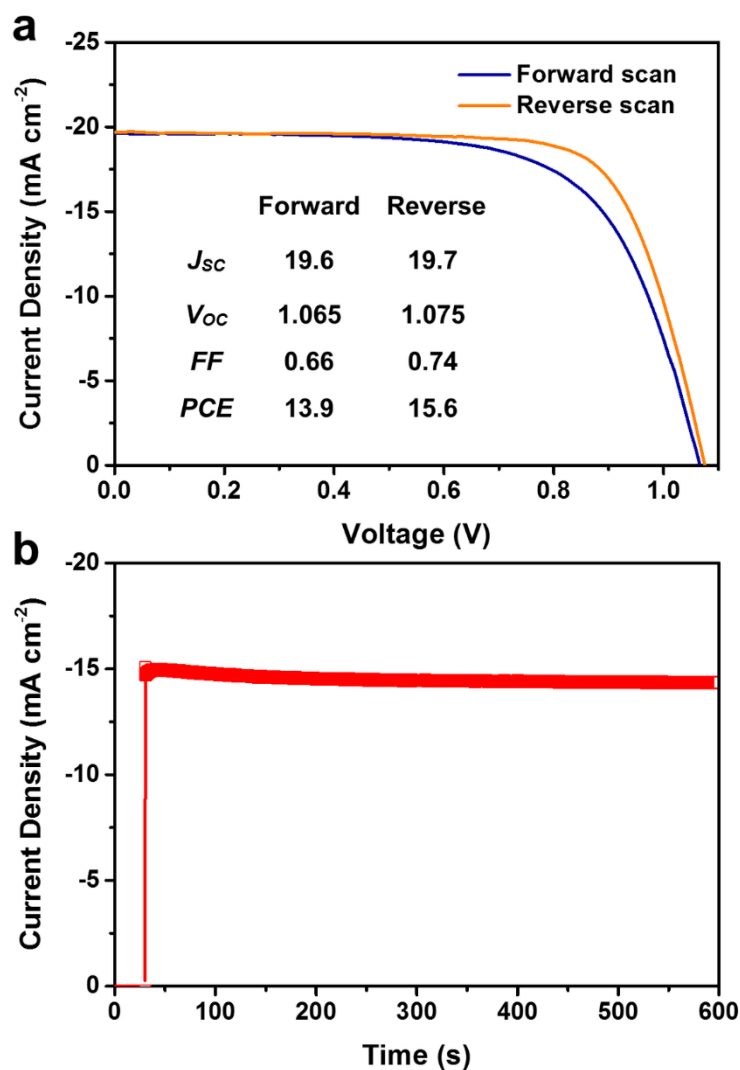 a
-25
-20
-15
-10
-5
0
Current Density (mA cm⁻²)
Forward scan
Reverse scan
Forward Reverse
JSC 19.6 19.7
VOC 1.065 1.075
FF 0.66 0.74
PCE 13.9 15.6
0.0 0.2 0.4 0.6 0.8 1.0
Voltage (V)
b
-20
-15
-10
-5
0
Current Density (mA cm⁻²)
0 100 200 300 400 500 600
Time (s)